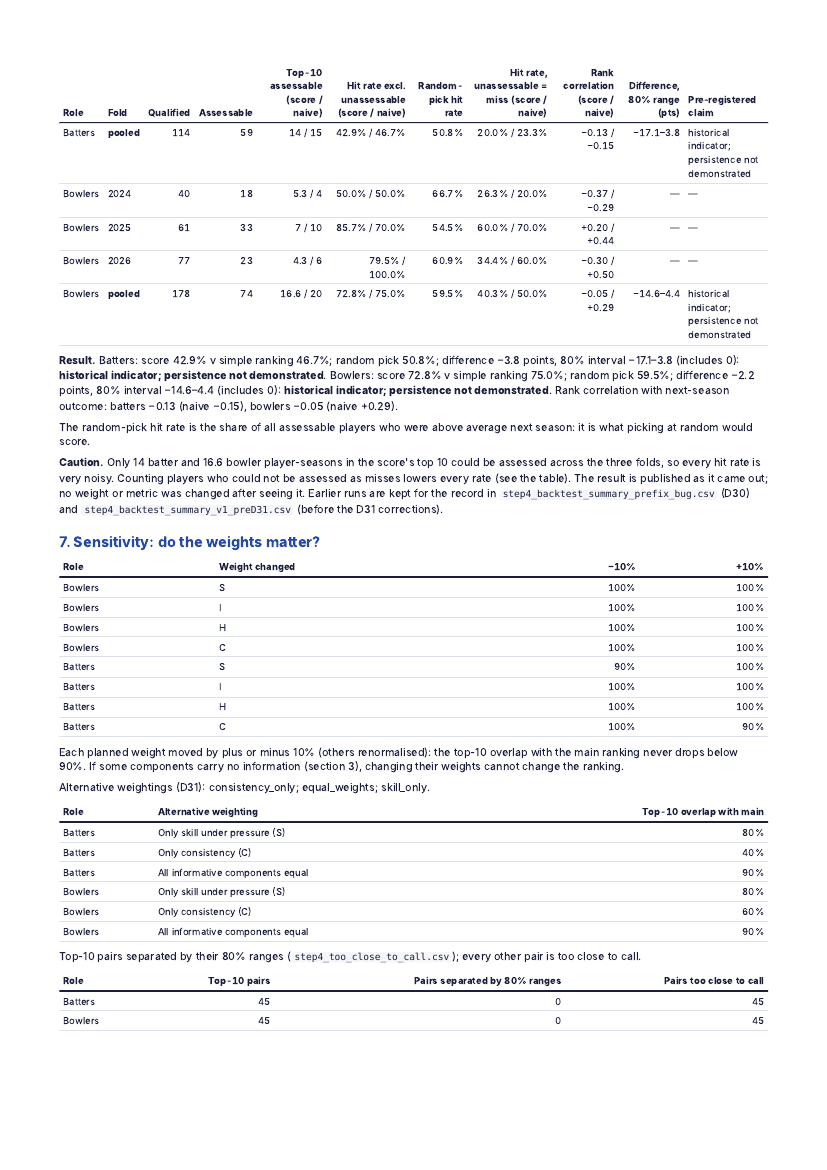 Role Fold Qualified Assessable Top-10 assessable (score / naive) Hit rate excl. unassessable (score / naive) Random-pick hit rate Hit rate, unassessable = miss (score / naive) Rank correlation (score / naive) Difference, 80% range (pts) Pre-registered claim
Batters pooled 114 59 14 / 15 42.9% / 46.7% 50.8% 20.0% / 23.3% −0.13 / −0.15 −17.1–3.8 historical indicator; persistence not demonstrated
Bowlers 2024 40 18 5.3 / 4 50.0% / 50.0% 66.7% 26.3% / 20.0% −0.37 / −0.29 — —
Bowlers 2025 61 33 7 / 10 85.7% / 70.0% 54.5% 60.0% / 70.0% +0.20 / +0.44 — —
Bowlers 2026 77 23 4.3 / 6 79.5% / 100.0% 60.9% 34.4% / 60.0% −0.30 / +0.50 — —
Bowlers pooled 178 74 16.6 / 20 72.8% / 75.0% 59.5% 40.3% / 50.0% −0.05 / +0.29 −14.6–4.4 historical indicator; persistence not demonstrated
Result. Batters: score 42.9% v simple ranking 46.7%; random pick 50.8%; difference −3.8 points, 80% interval −17.1–3.8 (includes 0):
historical indicator; persistence not demonstrated. Bowlers: score 72.8% v simple ranking 75.0%; random pick 59.5%; difference −2.2
points, 80% interval −14.6–4.4 (includes 0): historical indicator; persistence not demonstrated. Rank correlation with next-season
outcome: batters −0.13 (naive −0.15), bowlers −0.05 (naive +0.29).
The random-pick hit rate is the share of all assessable players who were above average next season: it is what picking at random would
score.
Caution. Only 14 batter and 16.6 bowler player-seasons in the score's top 10 could be assessed across the three folds, so every hit rate is
very noisy. Counting players who could not be assessed as misses lowers every rate (see the table). The result is published as it came out;
no weight or metric was changed after seeing it. Earlier runs are kept for the record in step4_backtest_summary_prefix_bug.csv (D30)
and step4_backtest_summary_v1_preD31.csv (before the D31 corrections).
7. Sensitivity: do the weights matter?
Role Weight changed −10% +10%
Bowlers S 100% 100%
Bowlers I 100% 100%
Bowlers H 100% 100%
Bowlers C 100% 100%
Batters S 90% 100%
Batters I 100% 100%
Batters H 100% 100%
Batters C 100% 90%
Each planned weight moved by plus or minus 10% (others renormalised): the top-10 overlap with the main ranking never drops below
90%. If some components carry no information (section 3), changing their weights cannot change the ranking.
Alternative weightings (D31): consistency_only; equal_weights; skill_only.
Role Alternative weighting Top-10 overlap with main
Batters Only skill under pressure (S) 80%
Batters Only consistency (C) 40%
Batters All informative components equal 90%
Bowlers Only skill under pressure (S) 80%
Bowlers Only consistency (C) 60%
Bowlers All informative components equal 90%
Top-10 pairs separated by their 80% ranges ( step4_too_close_to_call.csv ); every other pair is too close to call.
Role Top-10 pairs Pairs separated by 80% ranges Pairs too close to call
Batters 45 0 45
Bowlers 45 0 45